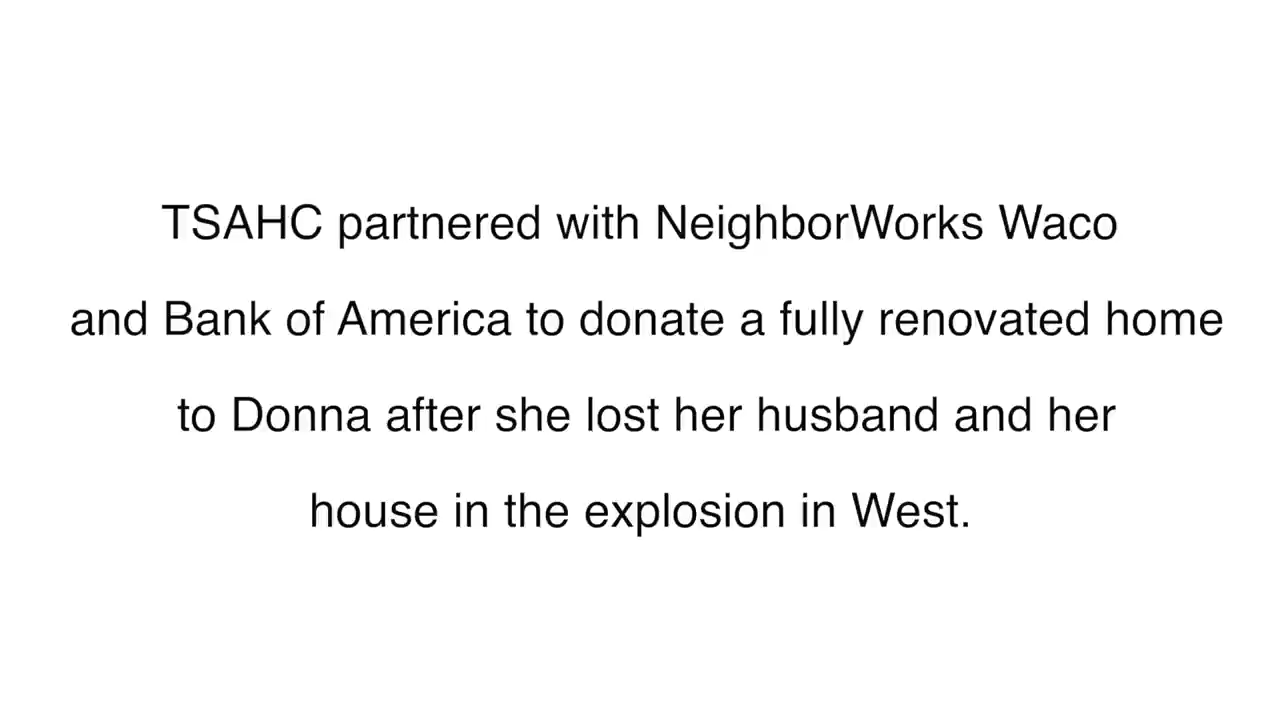 TSAHC partnered with NeighborWorks Waco
and Bank of America to donate a fully renovated home
to Donna after she lost her husband and her
house in the explosion in West.